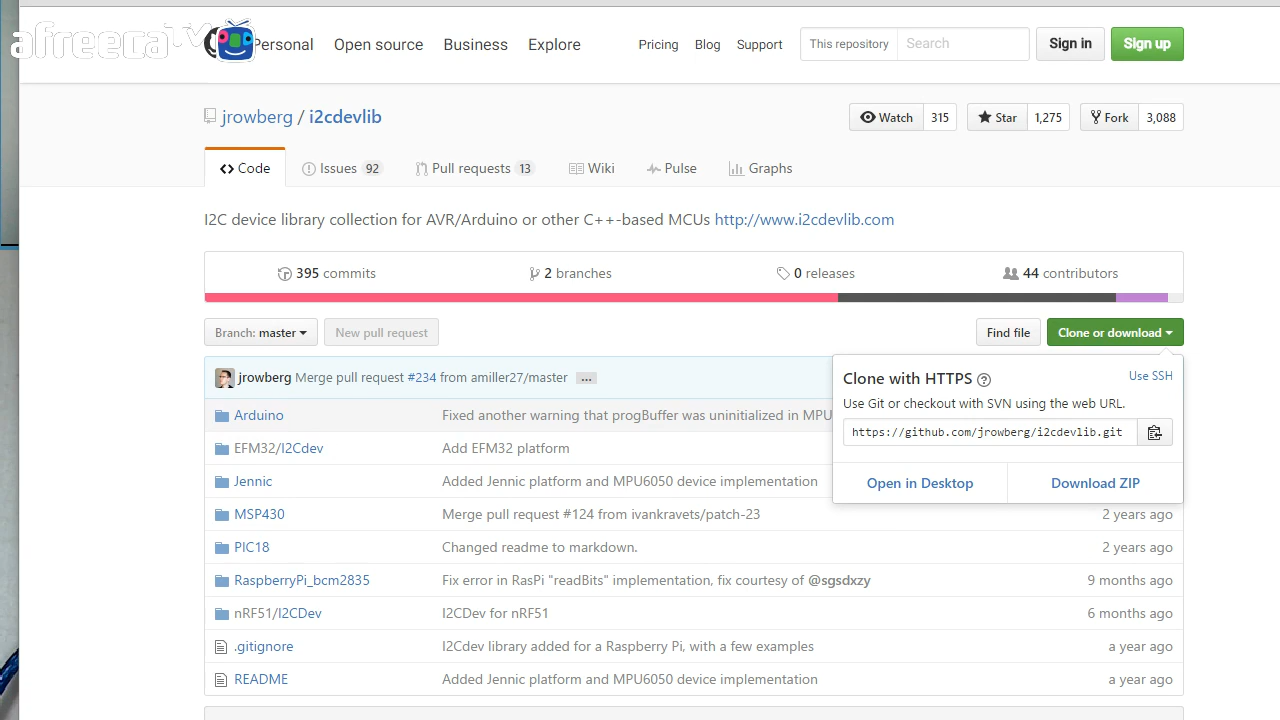 afreecaTV
Personal Open source Business Explore Pricing Blog Support This repository Search Sign in Sign up
jrowberg / i2cdevlib Watch 315 Star 1,275 Fork 3,088
Code Issues 92 Pull requests 13 Wiki Pulse Graphs
I2C device library collection for AVR/Arduino or other C++-based MCUs http://www.i2cdevlib.com
395 commits 2 branches 0 releases 44 contributors
Branch: master New pull request Find file Clone or download
jrowberg Merge pull request #234 from amiller27/master ...
Clone with HTTPS ? Use SSH
Use Git or checkout with SVN using the web URL.
https://github.com/jrowberg/i2cdevlib.git
Open in Desktop Download ZIP
Arduino Fixed another warning that progBuffer was uninitialized in MPU
EFM32/I2Cdev Add EFM32 platform
Jennic Added Jennic platform and MPU6050 device implementation
MSP430 Merge pull request #124 from ivankravets/patch-23 2 years ago
PIC18 Changed readme to markdown. 2 years ago
RaspberryPi_bcm2835 Fix error in RasPi "readBits" implementation, fix courtesy of @sgsdxzy 9 months ago
nRF51/I2CDev I2CDev for nRF51 6 months ago
.gitignore I2Cdev library added for a Raspberry Pi, with a few examples a year ago
README Added Jennic platform and MPU6050 device implementation a year ago